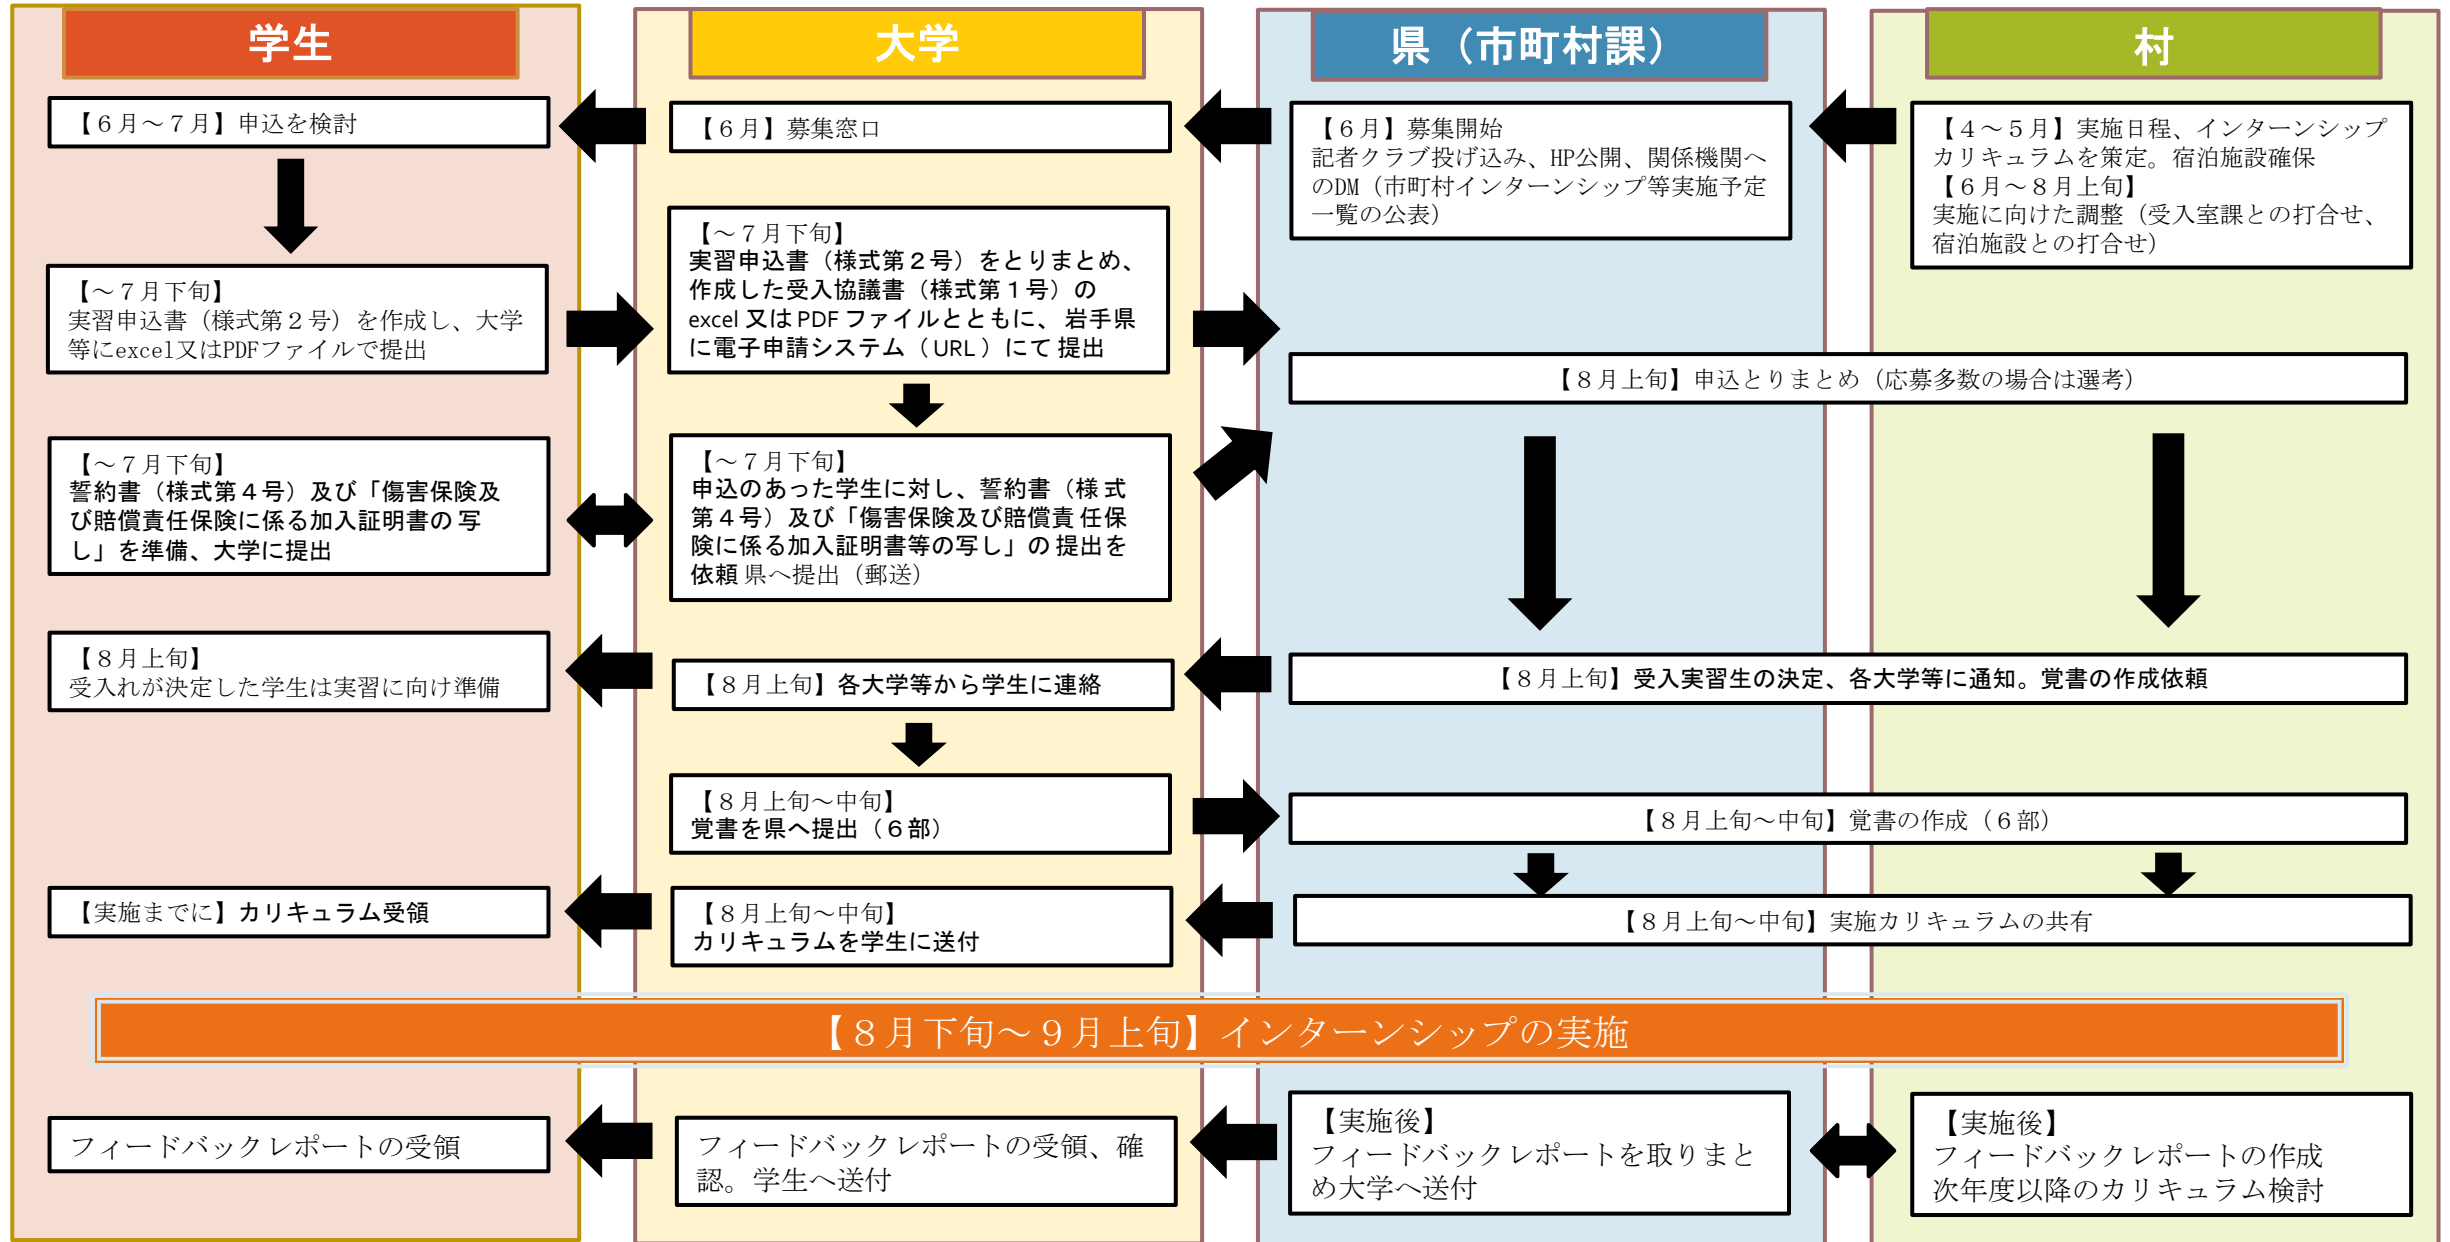 学生
大学
県（市町村課）
村
【６月～７月】申込を検討
【６月】募集窓口
【６月】募集開始
記者クラブ投げ込み、HP公開、関係機関へ
のDM（市町村インターンシップ等実施予定
一覧の公表）
【４～５月】実施日程、インターンシップ
カリキュラムを策定。宿泊施設確保
【６月～８月上旬】
実施に向けた調整（受入室課との打合せ、
宿泊施設との打合せ）
【～７月下旬】
実習申込書（様式第２号）を作成し、大学
等にexcel又はPDFファイルで提出
【～７月下旬】
実習申込書（様式第２号）をとりまとめ、
作成した受入協議書（様式第１号）の
excel 又は PDF ファイルとともに、 岩手県
に電子申請システム（ URL ）にて 提出
【８月上旬】申込とりまとめ（応募多数の場合は選考）
【～７月下旬】
誓約書（様式第４号）及び「傷害保険及
び賠償責任保険に係る加入証明書の 写
し」を準備、大学に提出
【～７月下旬】
申込のあった学生に対し、誓約書（様 式
第４号）及び「傷害保険及び賠償責 任保
険に係る加入証明書等の写し」の 提出を
依頼 県へ提出（郵送）
【８月上旬】
受入れが決定した学生は実習に向け準備
【８月上旬】各大学等から学生に連絡
【８月上旬】受入実習生の決定、各大学等に通知。覚書の作成依頼
【８月上旬～中旬】
覚書を県へ提出（６部）
【８月上旬～中旬】覚書の作成（６部）
【実施までに】カリキュラム受領
【８月上旬～中旬】
カリキュラムを学生に送付
【８月上旬～中旬】実施カリキュラムの共有
【８月下旬～９月上旬】インターンシップの実施
フィードバックレポートの受領
フィードバックレポートの受領、確
認。学生へ送付
【実施後】
フィードバックレポートを取りまと
め大学へ送付
【実施後】
フィードバックレポートの作成
次年度以降のカリキュラム検討